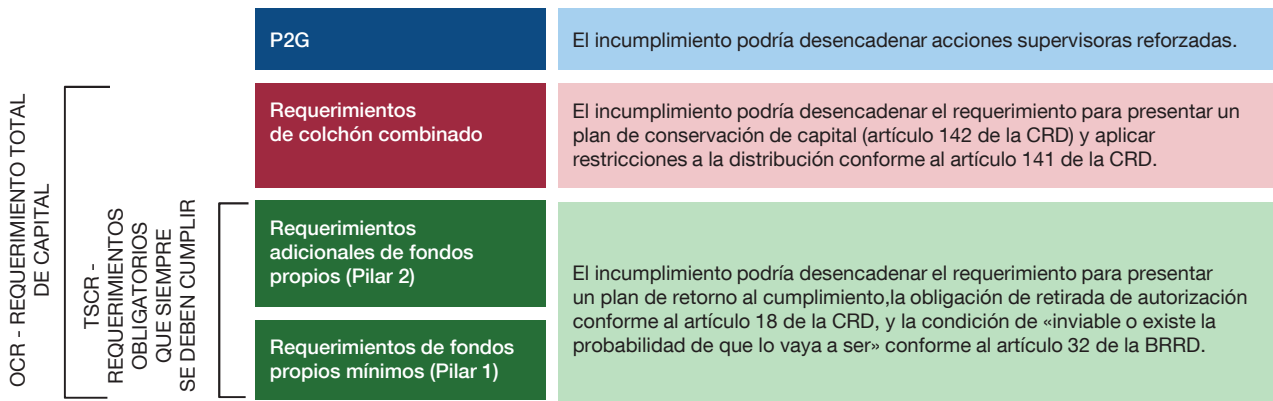 OCR - REQUERIMIENTO TOTAL
DE CAPITAL
TSCR -
REQUERIMIENTOS
OBLIGATORIOS
QUE SIEMPRE
SE DEBEN CUMPLIR
P2G
El incumplimiento podría desencadenar acciones supervisoras reforzadas.
Requerimientos
de colchón combinado
El incumplimiento podría desencadenar el requerimiento para presentar un
plan de conservación de capital (artículo 142 de la CRD) y aplicar
restricciones a la distribución conforme al artículo 141 de la CRD.
Requerimientos
adicionales de fondos
propios (Pilar 2)
Requerimientos de fondos
propios mínimos (Pilar 1)
El incumplimiento podría desencadenar el requerimiento para presentar
un plan de retorno al cumplimiento,la obligación de retirada de autorización
conforme al artículo 18 de la CRD, y la condición de «inviable o existe la
probabilidad de que lo vaya a ser» conforme al artículo 32 de la BRRD.